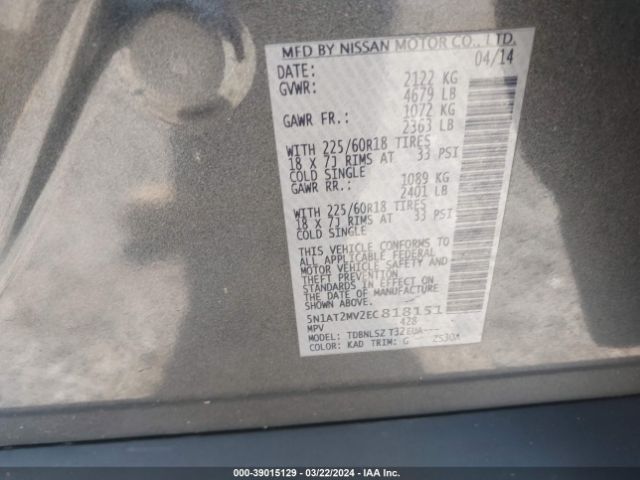 MFD BY NISSAN MOTOR CO., LTD.
DATE: 04/14
GVWR: 2122 KG
4679 LB
GAWR FR.: 1072 KG
2363 LB
WITH 225/60R18 TIRES
18 X 7J RIMS AT 33 PSI
COLD SINGLE
GAWR RR.: 1089 KG
2401 LB
WITH 225/60R18 TIRES
18 X 7J RIMS AT 33 PSI
COLD SINGLE
THIS VEHICLE CONFORMS TO
ALL APPLICABLE FEDERAL
MOTOR VEHICLE SAFETY AND
THEFT PREVENTION
STANDARDS IN EFFECT ON
THE DATE OF MANUFACTURE
5N1AT2MV2EC818151
MPV 428
MODEL: TDBNLSZ T32EUA---
COLOR: KAD TRIM: G
000-39015129 - 03/22/2024 - IAA Inc.